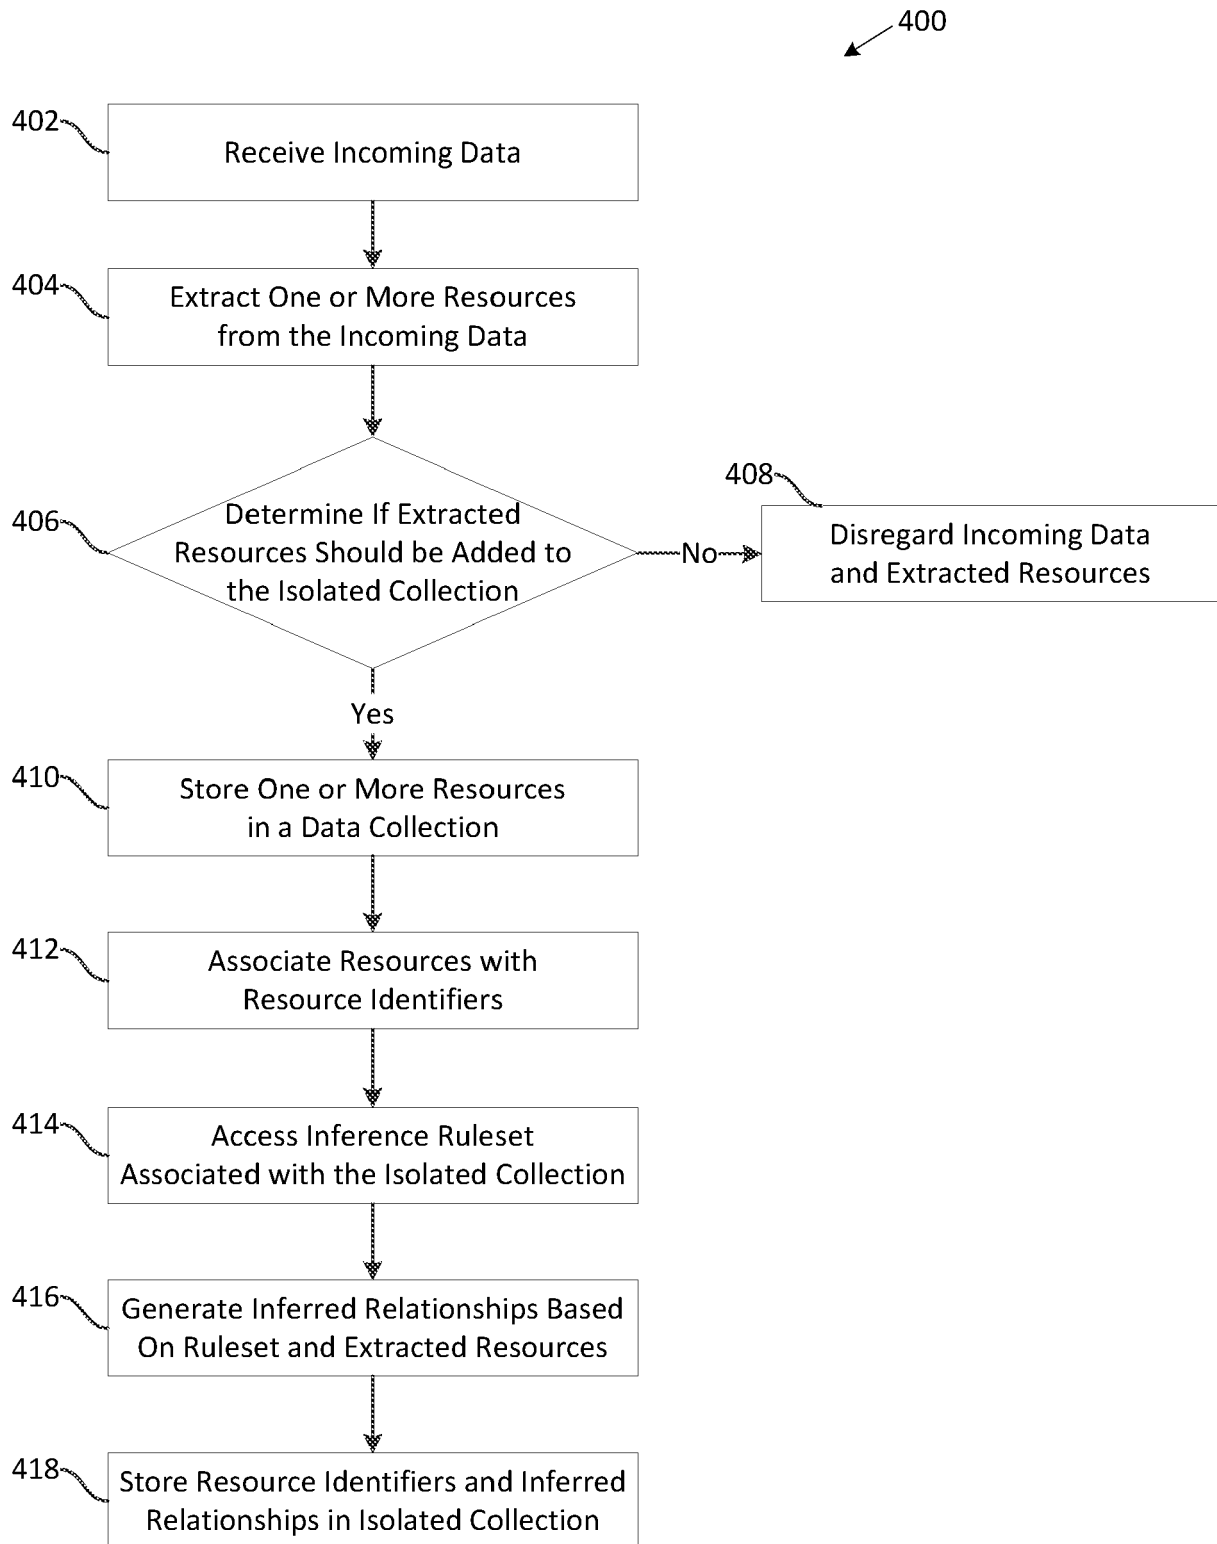 400
402
Receive Incoming Data
404
Extract One or More Resources
from the Incoming Data
406
Determine If Extracted
Resources Should be Added to
the Isolated Collection
No
408
Disregard Incoming Data
and Extracted Resources
Yes
410
Store One or More Resources
in a Data Collection
412
Associate Resources with
Resource Identifiers
414
Access Inference Ruleset
Associated with the Isolated Collection
416
Generate Inferred Relationships Based
On Ruleset and Extracted Resources
418
Store Resource Identifiers and Inferred
Relationships in Isolated Collection